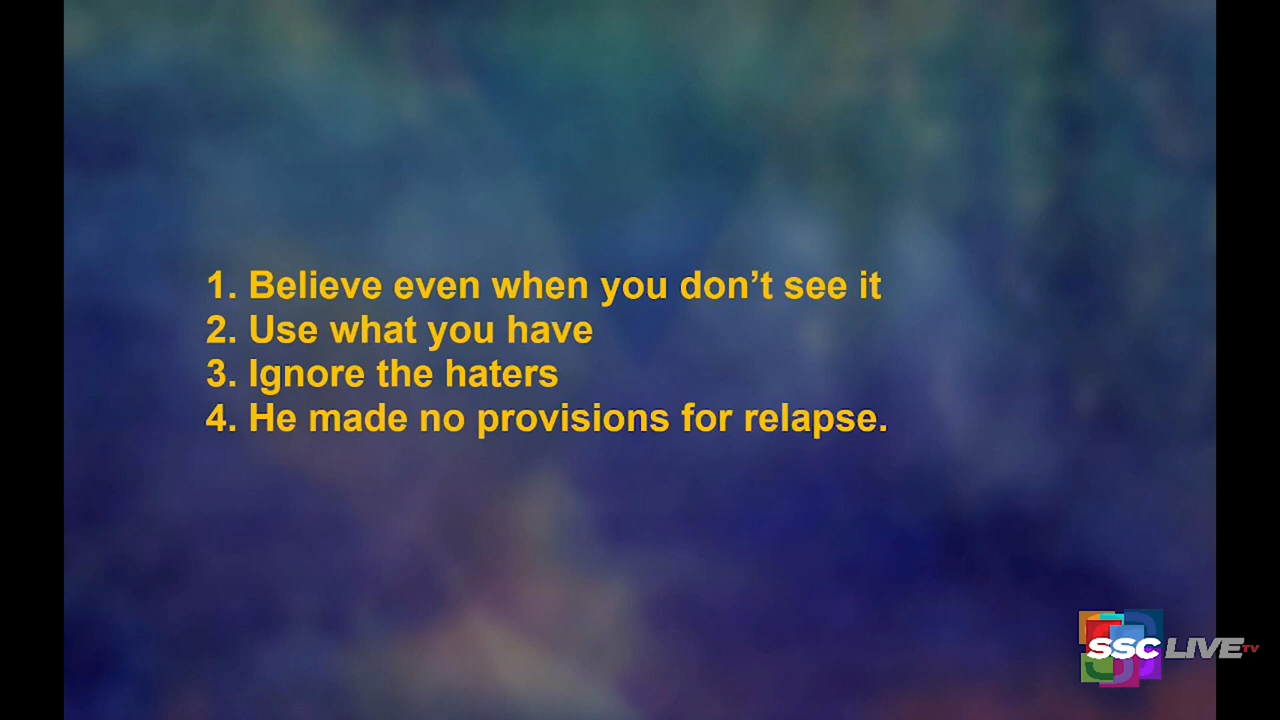 1. Believe even when you don’t see it
2. Use what you have
3. Ignore the haters
4. He made no provisions for relapse.
SSC LIVE TV